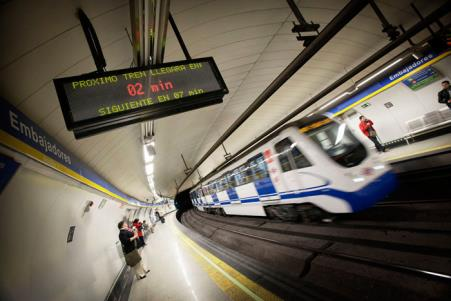 PROXIMO TREN LLEGARA EN
02 min
SIGUIENTE EN 07 min
Embajadores
Embajadores